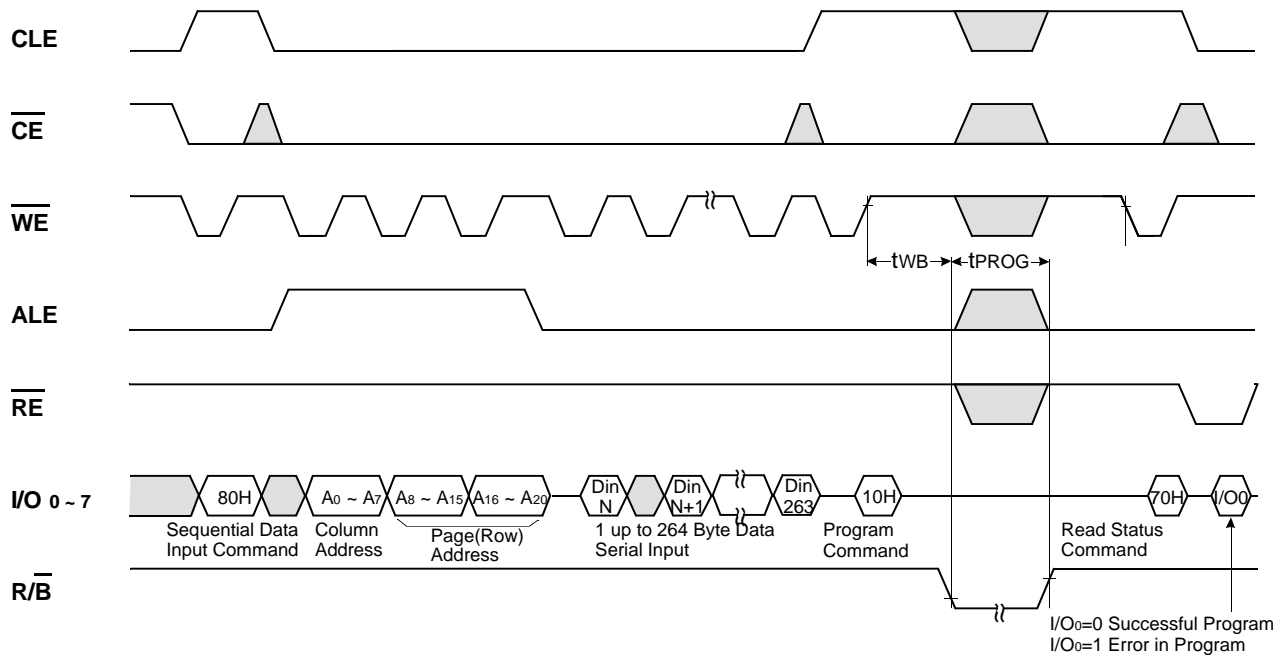 CLE
CE
WE
tWB
tPROG
ALE
RE
I/O 0 ~ 7
80H
A0 ~ A7
A8 ~ A15
A16 ~ A20
Din
N
Din
N+1
Din
263
10H
70H
I/O0
Sequential Data
Input Command
Column
Address
Page(Row)
Address
1 up to 264 Byte Data
Serial Input
Program
Command
Read Status
Command
R/B
I/O0=0 Successful Program
I/O0=1 Error in Program